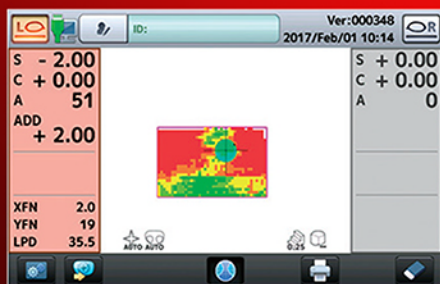 L
ID:
Ver:000348
2017/Feb/01 10:14
R
S - 2.00
C + 0.00
A 51
ADD
+ 2.00
XFN 2.0
YFN 19
LPD 35.5
S + 0.00
C + 0.00
A 0
AUTO AUTO
0.25